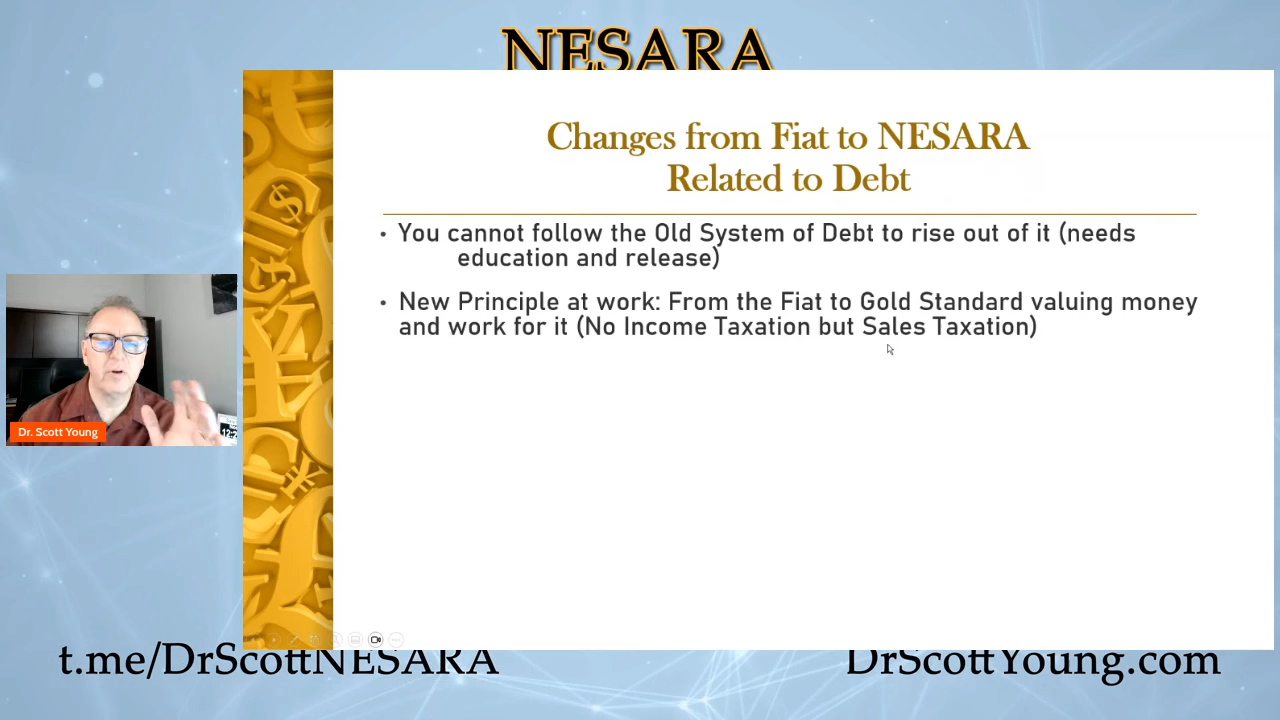 NESARA
Changes from Fiat to NESARA
Related to Debt
• You cannot follow the Old System of Debt to rise out of it (needs
education and release)
• New Principle at work: From the Fiat to Gold Standard valuing money
and work for it (No Income Taxation but Sales Taxation)
Dr. Scott Young
t.me/DrScottNESARA
DrScottYoung.com